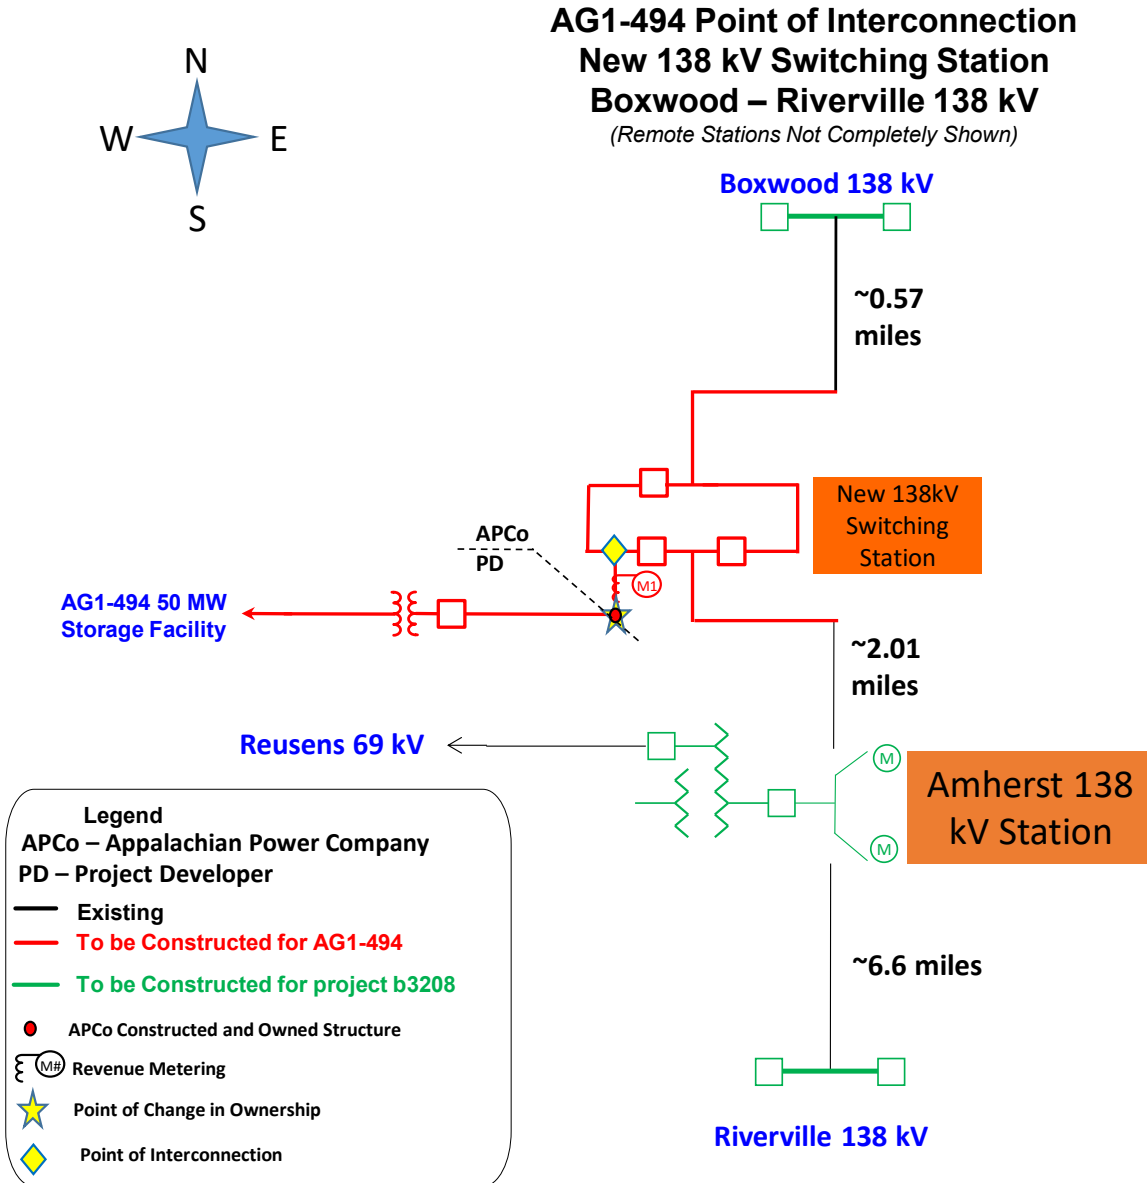 AG1-494 Point of Interconnection
New 138 kV Switching Station
Boxwood – Riverville 138 kV
(Remote Stations Not Completely Shown)
N
W
E
S
Boxwood 138 kV
~0.57
miles
New 138kV
Switching
Station
APCo
PD
M1
AG1-494 50 MW
Storage Facility
~2.01
miles
Reusens 69 kV
M
Amherst 138
kV Station
M
Legend
APCo – Appalachian Power Company
PD – Project Developer
Existing
To be Constructed for AG1-494
To be Constructed for project b3208
APCo Constructed and Owned Structure
M# Revenue Metering
Point of Change in Ownership
Point of Interconnection
~6.6 miles
Riverville 138 kV